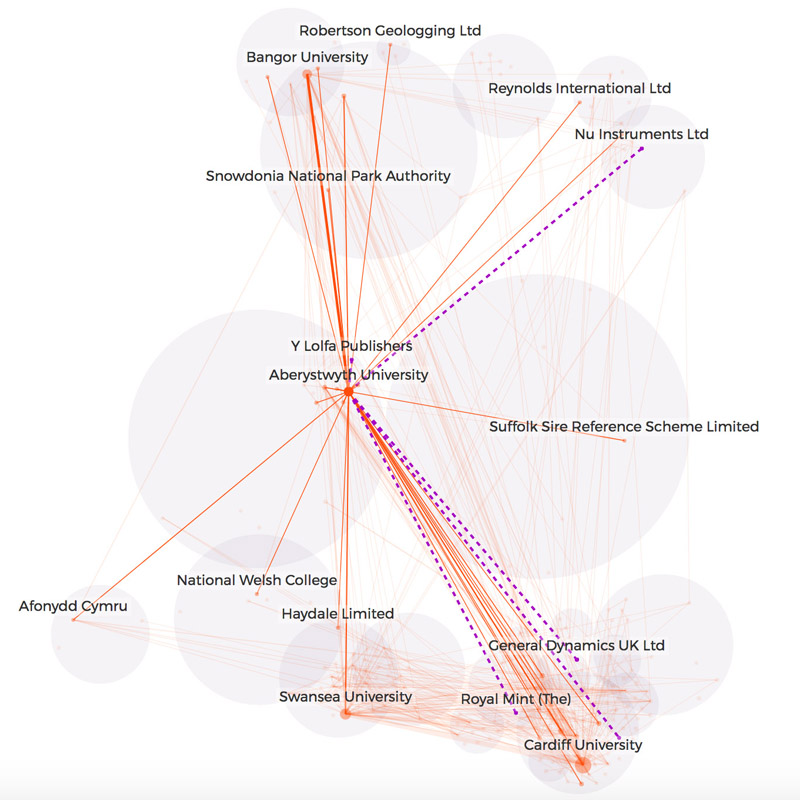 Robertson Geologging Ltd
Bangor University
Reynolds International Ltd
Nu Instruments Ltd
Snowdonia National Park Authority
Y Lolfa Publishers
Aberystwyth University
Suffolk Sire Reference Scheme Limited
National Welsh College
Afonydd Cymru
Haydale Limited
General Dynamics UK Ltd
Swansea University
Royal Mint (The)
Cardiff University